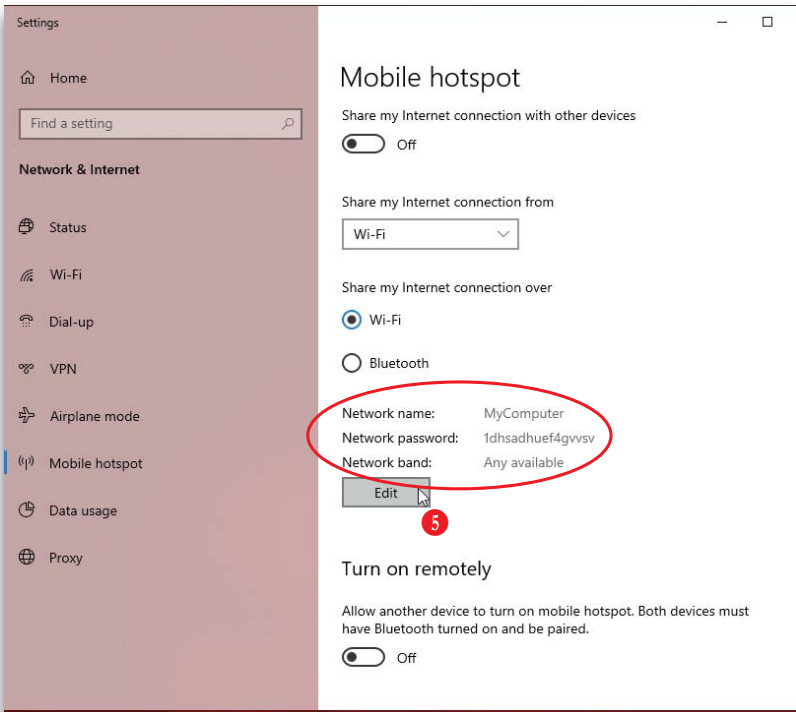 Settings
Home
Find a setting
Network & Internet
Status
Wi-Fi
Dial-up
VPN
Airplane mode
Mobile hotspot
Data usage
Proxy
Mobile hotspot
Share my Internet connection with other devices
Off
Share my Internet connection from
Wi-Fi
Share my Internet connection over
Wi-Fi
Bluetooth
Network name: MyComputer
Network password: 1dhsadhuef4gvvsv
Network band: Any available
Edit
5
Turn on remotely
Allow another device to turn on mobile hotspot. Both devices must
have Bluetooth turned on and be paired.
Off